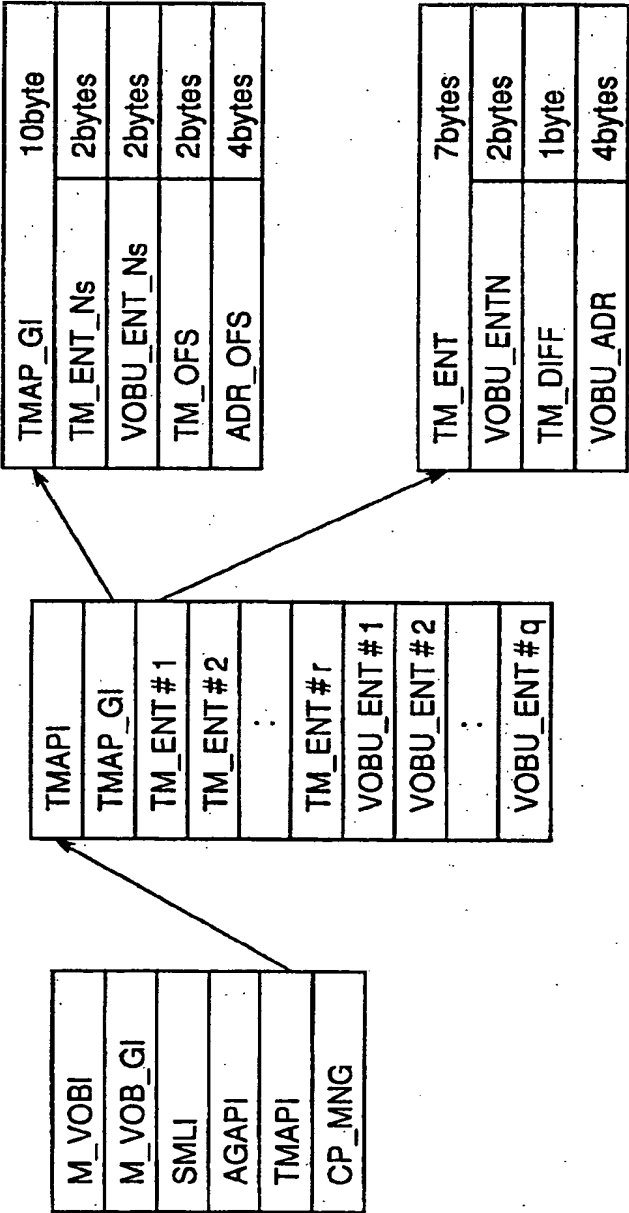 M_VOBI
M_VOB_GI
SMLI
AGAPI
TMAPI
CP_MNG
TMAPI
TMAP_GI
TM_ENT#1
TM_ENT#2
:
TM_ENT#r
VOBU_ENT#1
VOBU_ENT#2
:
VOBU_ENT#q
TMAP_GI 10byte
TM_ENT_Ns 2bytes
VOBU_ENT_Ns 2bytes
TM_OFS 2bytes
ADR_OFS 4bytes
TM_ENT 7bytes
VOBU_ENTN 2bytes
TM_DIFF 1byte
VOBU_ADR 4bytes